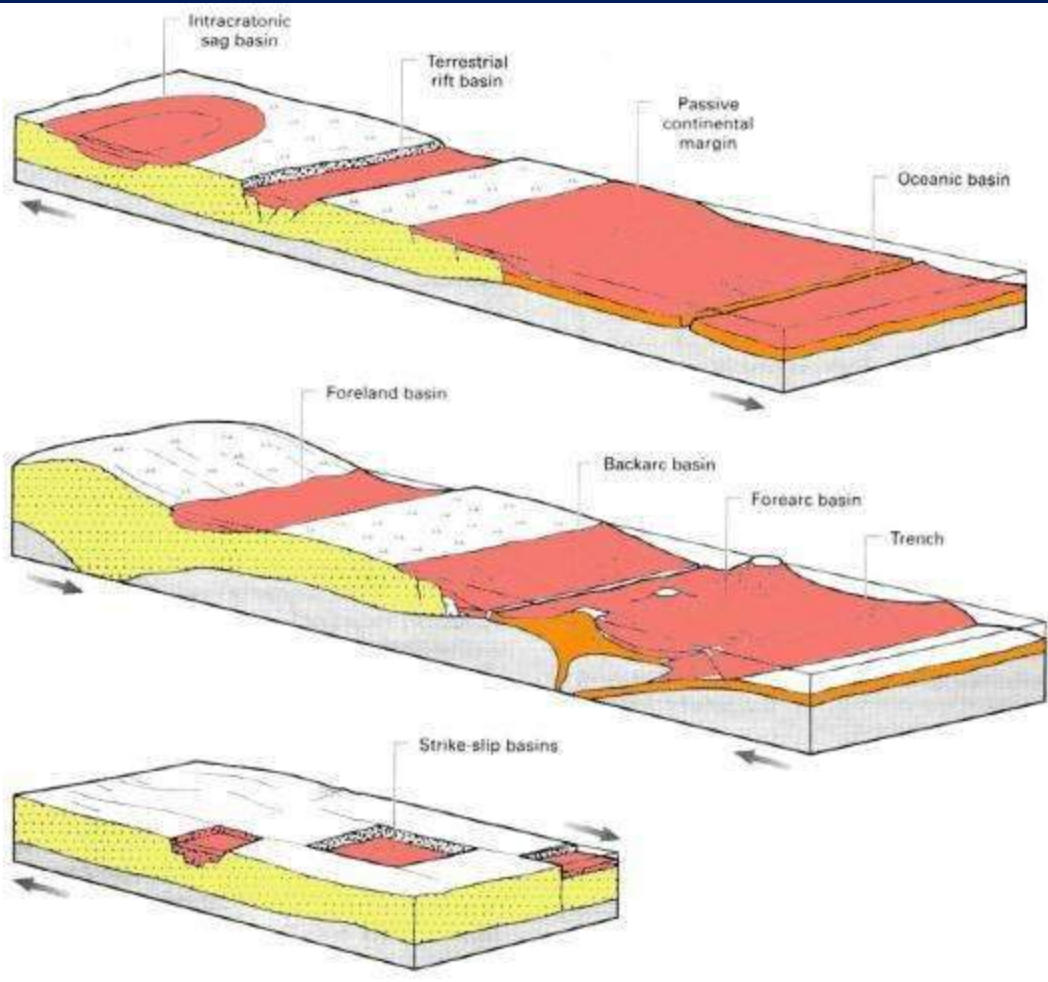 Intracratonic
sag basin
Terrestrial
rift basin
Passive
continental
margin
Oceanic basin
Foreland basin
Backarc basin
Forearc basin
Trench
Strike-slip basins